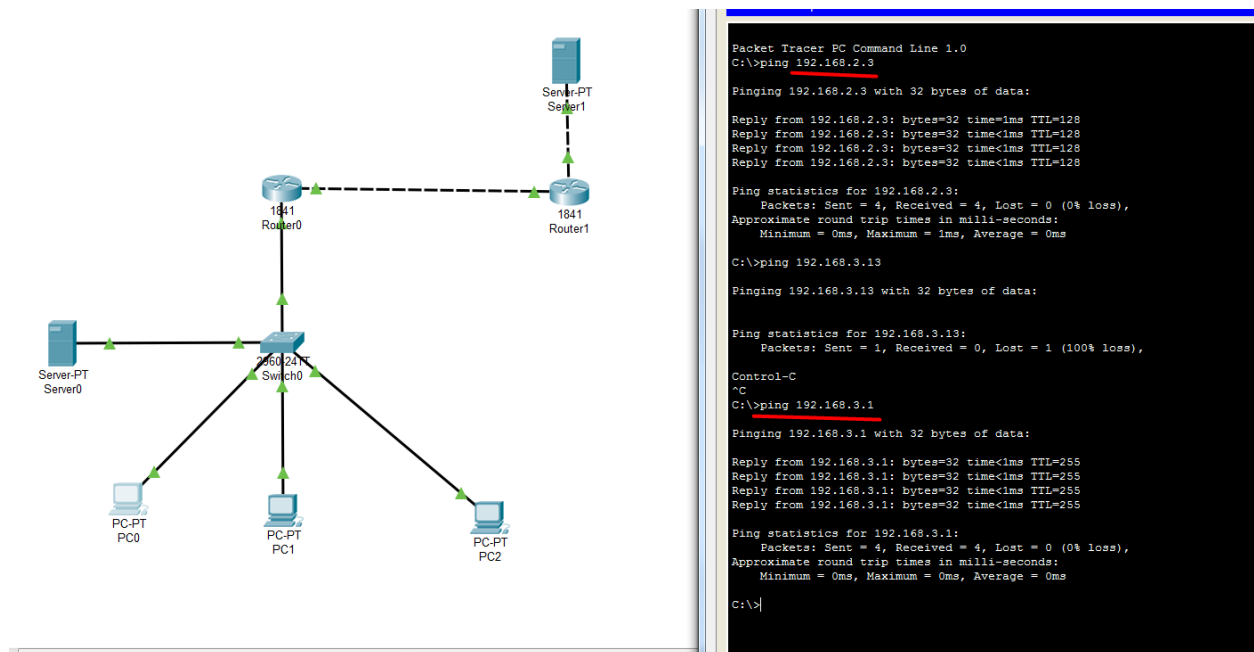 Server-PT
Server1
1841
Router0
1841
Router1
Server-PT
Server0
2960-24TT
Switch0
PC-PT
PC0
PC-PT
PC1
PC-PT
PC2
Packet Tracer PC Command Line 1.0
C:\>ping 192.168.2.3
Pinging 192.168.2.3 with 32 bytes of data:
Reply from 192.168.2.3: bytes=32 time=1ms TTL=128
Reply from 192.168.2.3: bytes=32 time<1ms TTL=128
Reply from 192.168.2.3: bytes=32 time<1ms TTL=128
Reply from 192.168.2.3: bytes=32 time<1ms TTL=128
Ping statistics for 192.168.2.3:
Packets: Sent = 4, Received = 4, Lost = 0 (0% loss),
Approximate round trip times in milli-seconds:
Minimum = 0ms, Maximum = 1ms, Average = 0ms
C:\>ping 192.168.3.13
Pinging 192.168.3.13 with 32 bytes of data:
Ping statistics for 192.168.3.13:
Packets: Sent = 1, Received = 0, Lost = 1 (100% loss),
Control-C
^C
C:\>ping 192.168.3.1
Pinging 192.168.3.1 with 32 bytes of data:
Reply from 192.168.3.1: bytes=32 time<1ms TTL=255
Reply from 192.168.3.1: bytes=32 time<1ms TTL=255
Reply from 192.168.3.1: bytes=32 time<1ms TTL=255
Reply from 192.168.3.1: bytes=32 time<1ms TTL=255
Ping statistics for 192.168.3.1:
Packets: Sent = 4, Received = 4, Lost = 0 (0% loss),
Approximate round trip times in milli-seconds:
Minimum = 0ms, Maximum = 0ms, Average = 0ms
C:\>